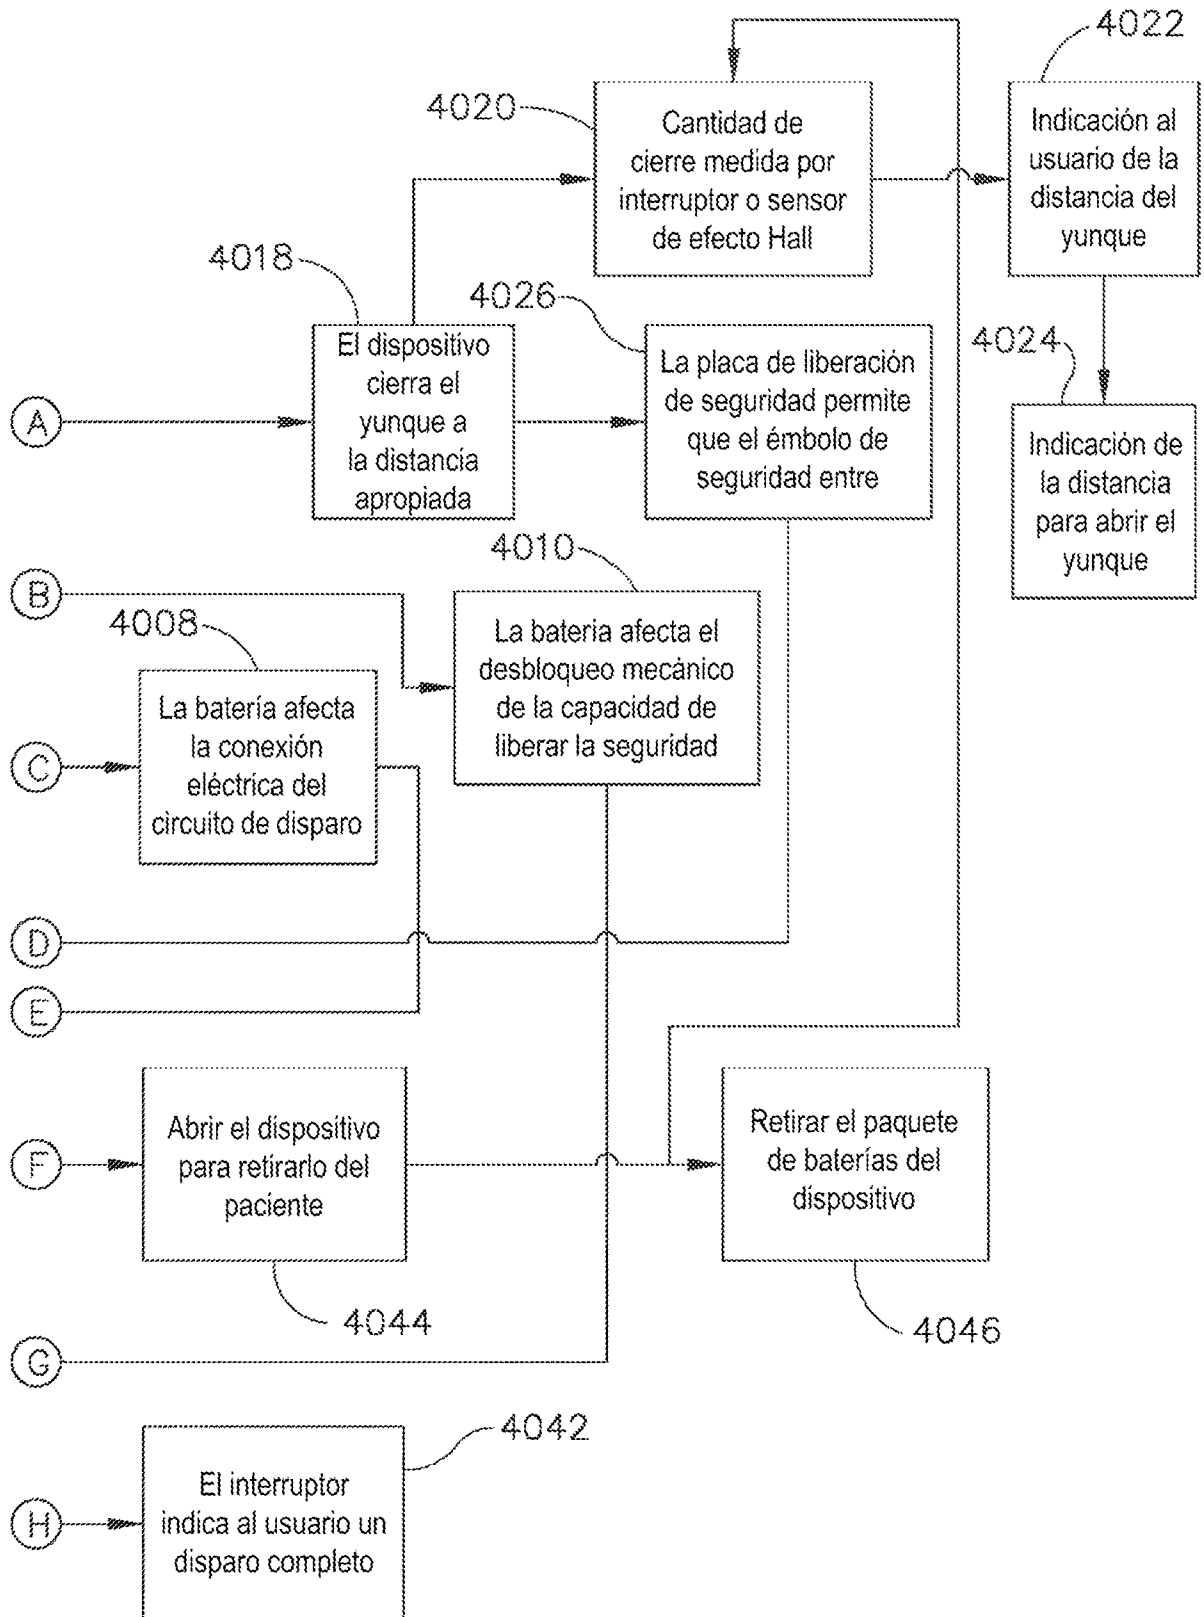 4022
4020
Cantidad de
cierre medida por
interruptor o sensor
de efecto Hall
Indicación al
usuario de la
distancia del
yunque
4018
4026
4024
El dispositivo
cierra el
yunque a
la distancia
apropiada
La placa de liberación
de seguridad permite
que el émbolo de
seguridad entre
Indicación de
la distancia
para abrir el
yunque
A
4010
B
4008
La batería afecta el
desbloqueo mecánico
de la capacidad de
liberar la seguridad
La batería afecta
la conexión
eléctrica del
circuito de disparo
C
D
E
Abrir el dispositivo
para retirarlo del
paciente
Retirar el paquete
de baterías del
dispositivo
F
4044
4046
G
4042
El interruptor
indica al usuario un
disparo completo
H